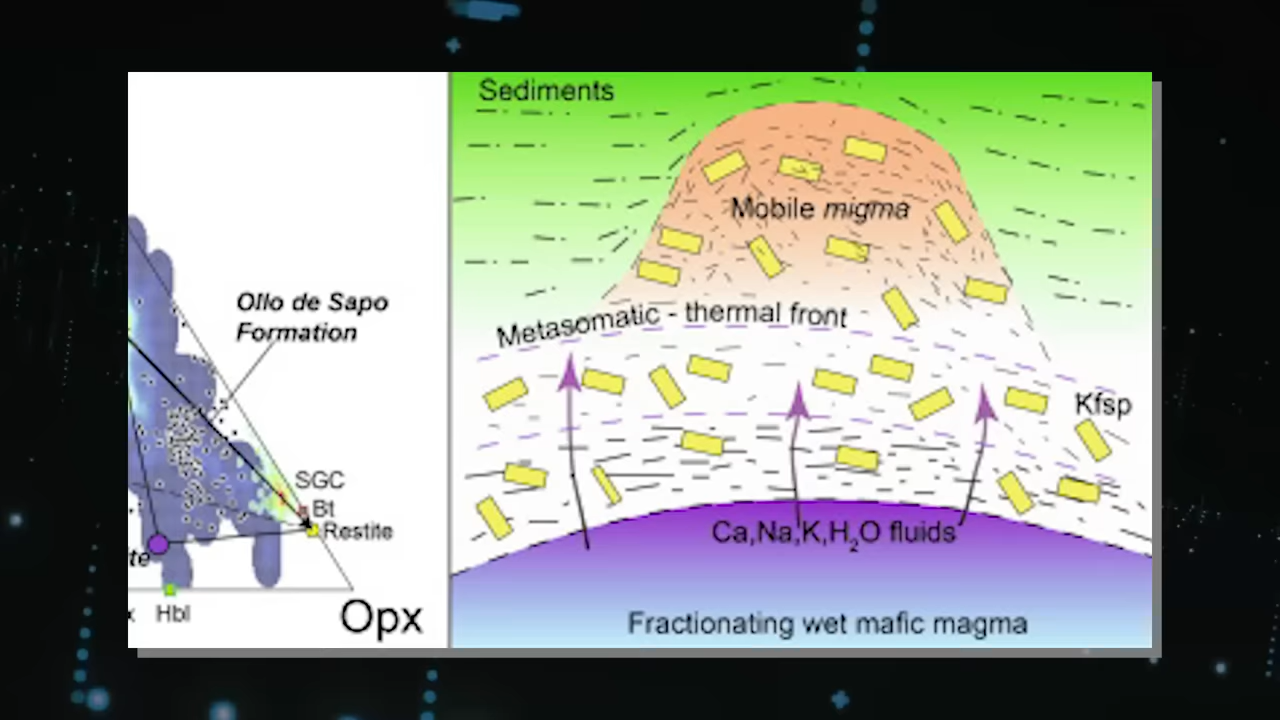 Ollo de Sapo
Formation
SGC
Bt
Restite
te
x Hbl
Opx
Sediments
Mobile migma
Metasomatic - thermal front
Kfsp
Ca,Na,K,H₂O fluids
Fractionating wet mafic magma